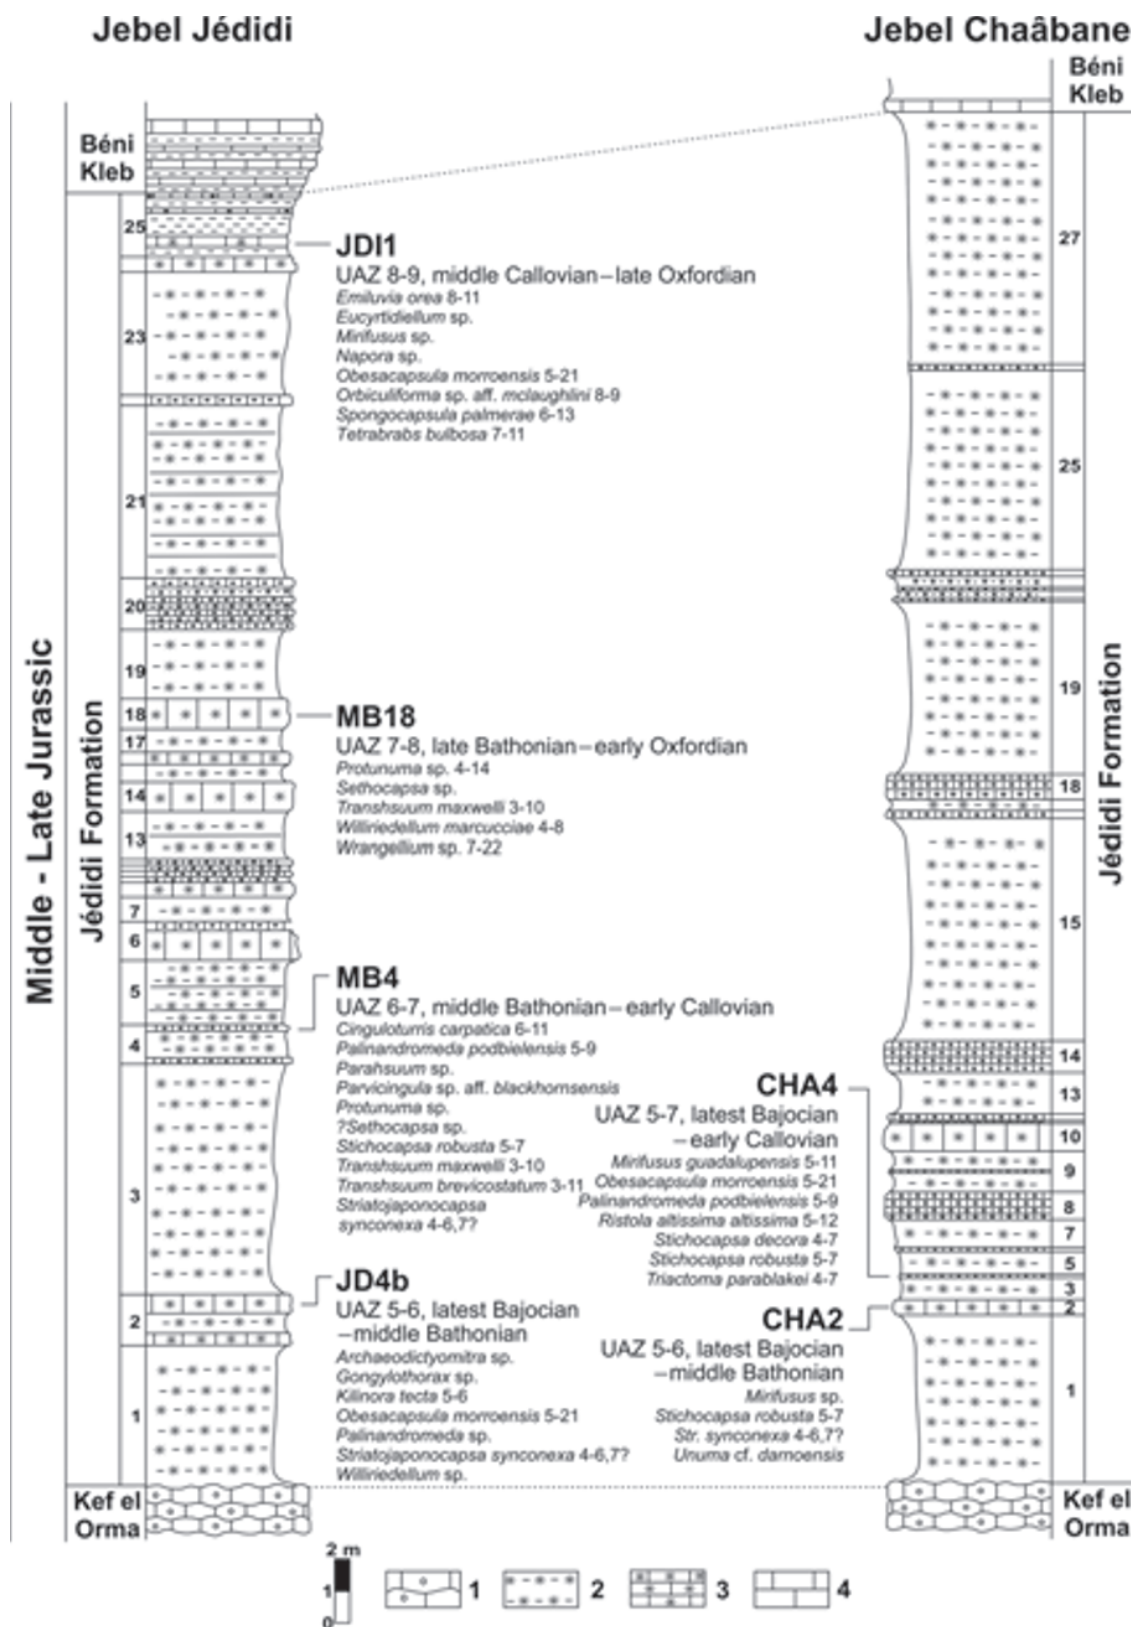 Jebel Jédidi
Jebel Chaâbane
Béni
Kleb
Béni
Kleb
25
JDI1
UAZ 8-9, middle Callovian–late Oxfordian
Emiluvia orea 8-11
Eucyrtidiellum sp.
Mirifusus sp.
Napora sp.
Obesacapsula morroensis 5-21
Orbiculiforma sp. aff. mclaughlini 8-9
Spongocapsula palmerae 6-13
Tetrabrabs bulbosa 7-11
23
21
20
19
18
17
14
13
7
6
5
4
3
2
1
Middle - Late Jurassic
Jédidi Formation
MB18
UAZ 7-8, late Bathonian–early Oxfordian
Protunuma sp. 4-14
Sethocapsa sp.
Transhsuum maxwelli 3-10
Williriedellum marcucciae 4-8
Wrangellium sp. 7-22
MB4
UAZ 6-7, middle Bathonian–early Callovian
Cinguloturris carpatica 6-11
Palinandromeda podbielensis 5-9
Parahsuum sp.
Parvicingula sp. aff. blackhornsensis
Protunuma sp.
?Sethocapsa sp.
Stichocapsa robusta 5-7
Transhsuum maxwelli 3-10
Transhsuum brevicostatum 3-11
Striatojaponocapsa
synconexa 4-6,7?
JD4b
UAZ 5-6, latest Bajocian
–middle Bathonian
Archaeodictyomitra sp.
Gongylothorax sp.
Kilinora tecta 5-6
Obesacapsula morroensis 5-21
Palinandromeda sp.
Striatojaponocapsa synconexa 4-6,7?
Williriedellum sp.
CHA4
UAZ 5-7, latest Bajocian
–early Callovian
Mirifusus guadalupensis 5-11
Obesacapsula morroensis 5-21
Palinandromeda podbielensis 5-9
Ristola altissima altissima 5-12
Stichocapsa decora 4-7
Stichocapsa robusta 5-7
Triactoma parablakei 4-7
CHA2
UAZ 5-6, latest Bajocian
–middle Bathonian
Mirifusus sp.
Stichocapsa robusta 5-7
Str. synconexa 4-6,7?
Unuma cf. darnoensis
27
25
19
18
15
14
13
10
9
8
7
5
3
2
1
Jédidi Formation
Kef el
Orma
Kef el
Orma
2 m
1
0
1
2
3
4